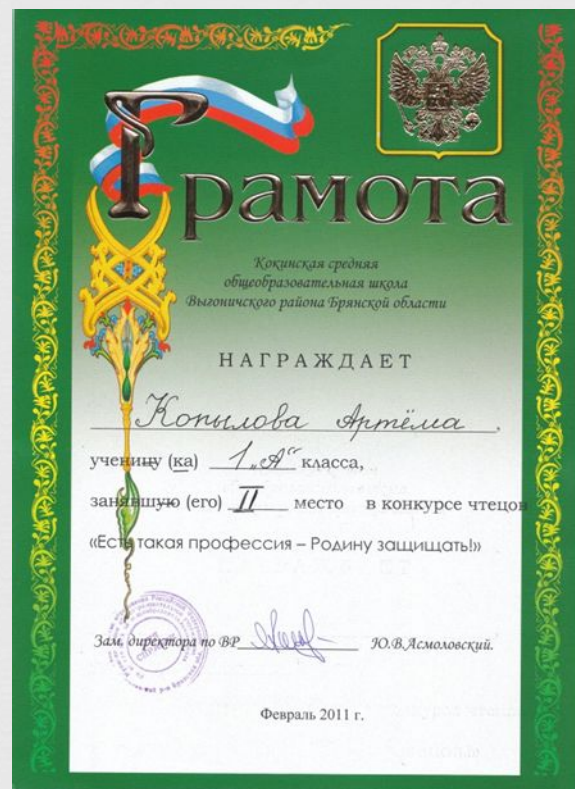 Грамота
Кокинская средняя
общеобразовательная школа
Выгоничского района Брянской области
НАГРАЖДАЕТ
Копылова Артёма.
ученицу (ка) 1 „А“ класса,
занявшую (его) II место в конкурсе чтецов
«Есть такая профессия – Родину защищать!»
Зам. директора по ВР Ю.В.Асмоловский.
Февраль 2011 г.